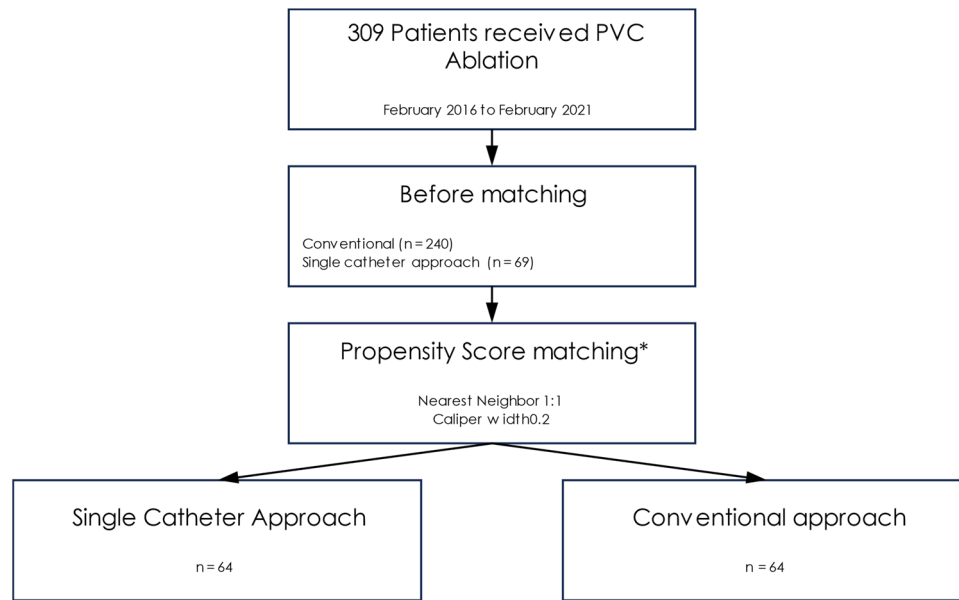 309 Patients received PVC
Ablation
February 2016 to February 2021
Before matching
Conventional (n = 240)
Single catheter approach (n = 69)
Propensity Score matching*
Nearest Neighbor 1:1
Caliper w idth0.2
Single Catheter Approach
n = 64
Conventional approach
n = 64